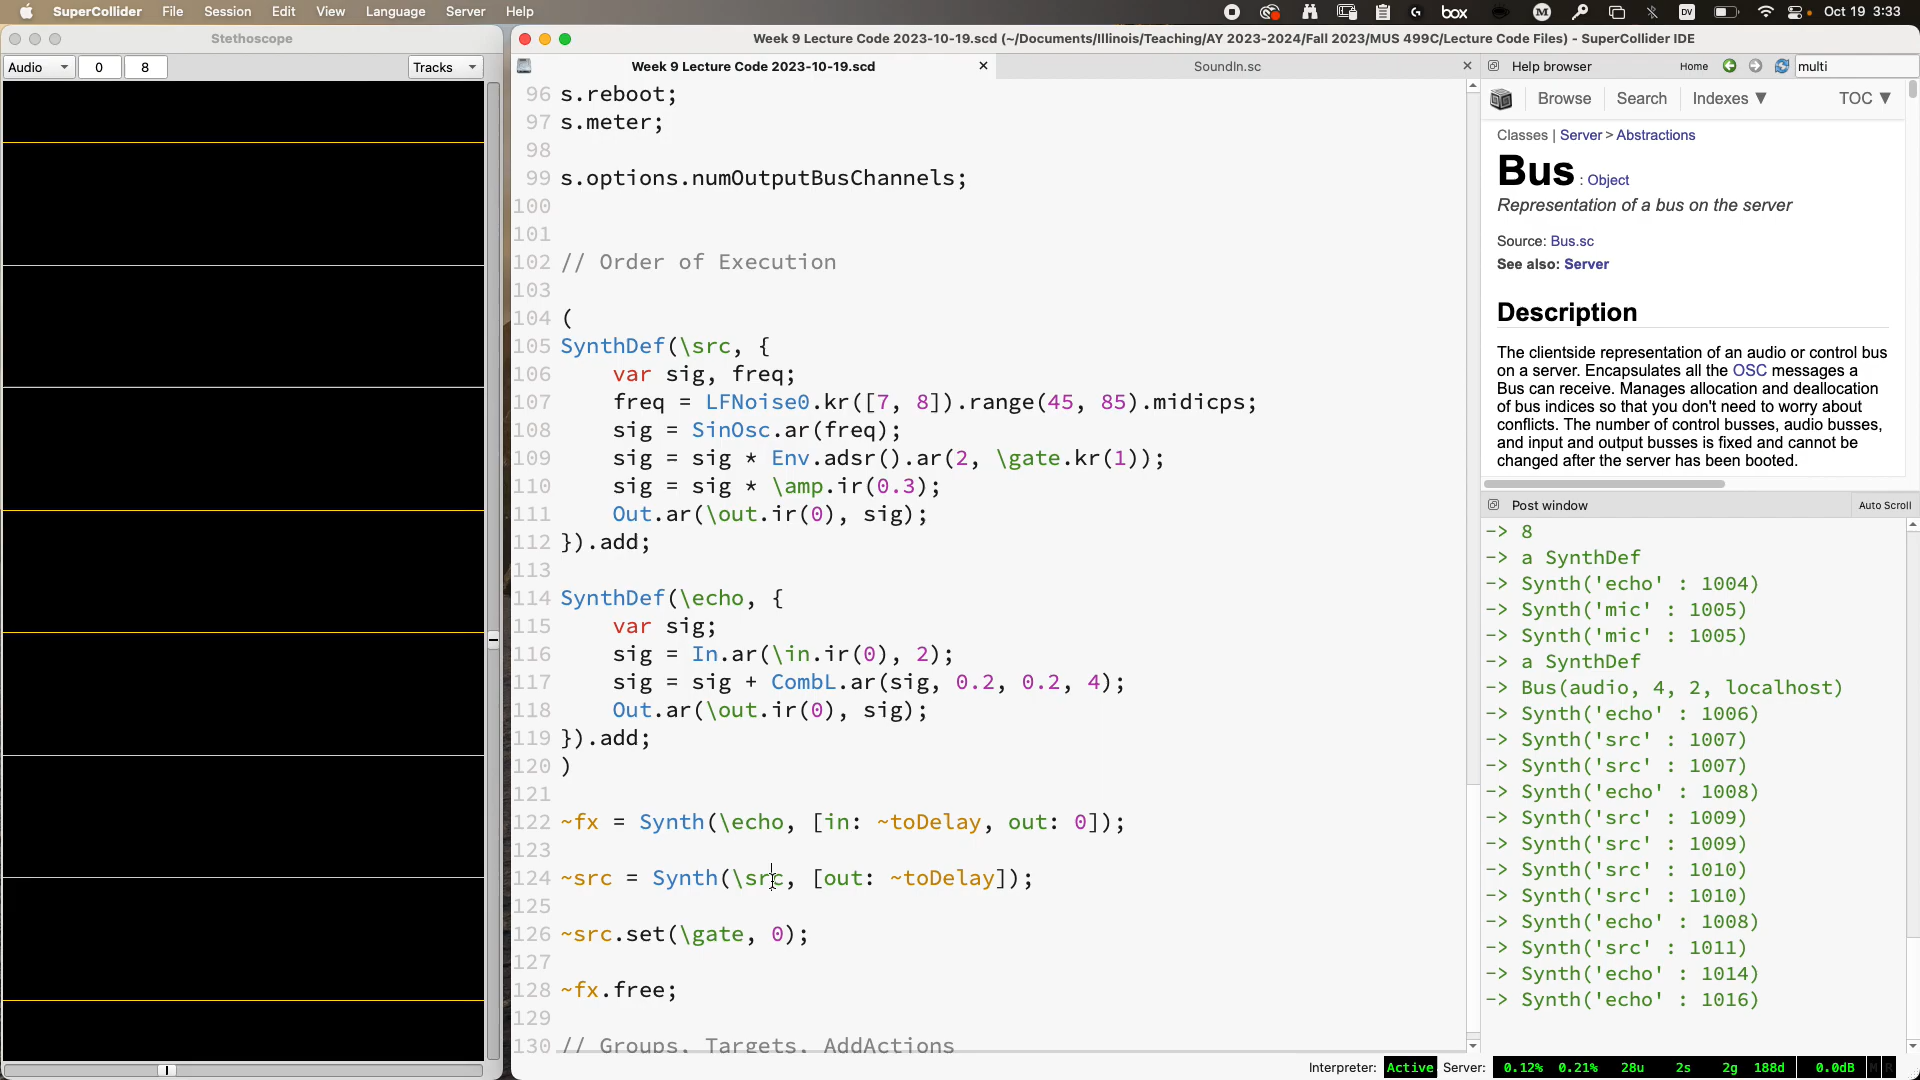 SuperCollider File Session Edit View Language Server Help
box
DV
Oct 19 3:33
Stethoscope
Audio 0 8 Tracks
Week 9 Lecture Code 2023-10-19.scd (~/Documents/Illinois/Teaching/AY 2023-2024/Fall 2023/MUS 499C/Lecture Code Files) - SuperCollider IDE
Week 9 Lecture Code 2023-10-19.scd
SoundIn.sc
96 s.reboot;
97 s.meter;
98
99 s.options.numOutputBusChannels;
100
101
102 // Order of Execution
103
104 (
105 SynthDef(\src, {
106 var sig, freq;
107 freq = LFNoise0.kr([7, 8]).range(45, 85).midicps;
108 sig = SinOsc.ar(freq);
109 sig = sig * Env.adsr().ar(2, \gate.kr(1));
110 sig = sig * \amp.ir(0.3);
111 Out.ar(\out.ir(0), sig);
112 }).add;
113
114 SynthDef(\echo, {
115 var sig;
116 sig = In.ar(\in.ir(0), 2);
117 sig = sig + CombL.ar(sig, 0.2, 0.2, 4);
118 Out.ar(\out.ir(0), sig);
119 }).add;
120 )
121
122 ~fx = Synth(\echo, [in: ~toDelay, out: 0]);
123
124 ~src = Synth(\src, [out: ~toDelay]);
125
126 ~src.set(\gate, 0);
127
128 ~fx.free;
129
130 // Groups, Targets, AddActions
Help browser Home multi
Browse Search Indexes ▼ TOC ▼
Classes | Server > Abstractions
Bus : Object
Representation of a bus on the server
Source: Bus.sc
See also: Server
Description
The clientside representation of an audio or control bus
on a server. Encapsulates all the OSC messages a
Bus can receive. Manages allocation and deallocation
of bus indices so that you don't need to worry about
conflicts. The number of control busses, audio busses,
and input and output busses is fixed and cannot be
changed after the server has been booted.
Post window Auto Scroll
-> 8
-> a SynthDef
-> Synth('echo' : 1004)
-> Synth('mic' : 1005)
-> Synth('mic' : 1005)
-> a SynthDef
-> Bus(audio, 4, 2, localhost)
-> Synth('echo' : 1006)
-> Synth('src' : 1007)
-> Synth('src' : 1007)
-> Synth('echo' : 1008)
-> Synth('src' : 1009)
-> Synth('src' : 1009)
-> Synth('src' : 1010)
-> Synth('src' : 1010)
-> Synth('echo' : 1008)
-> Synth('src' : 1011)
-> Synth('echo' : 1014)
-> Synth('echo' : 1016)
Interpreter: Active Server: 0.12% 0.21% 28u 2s 2g 188d 0.0dB M R